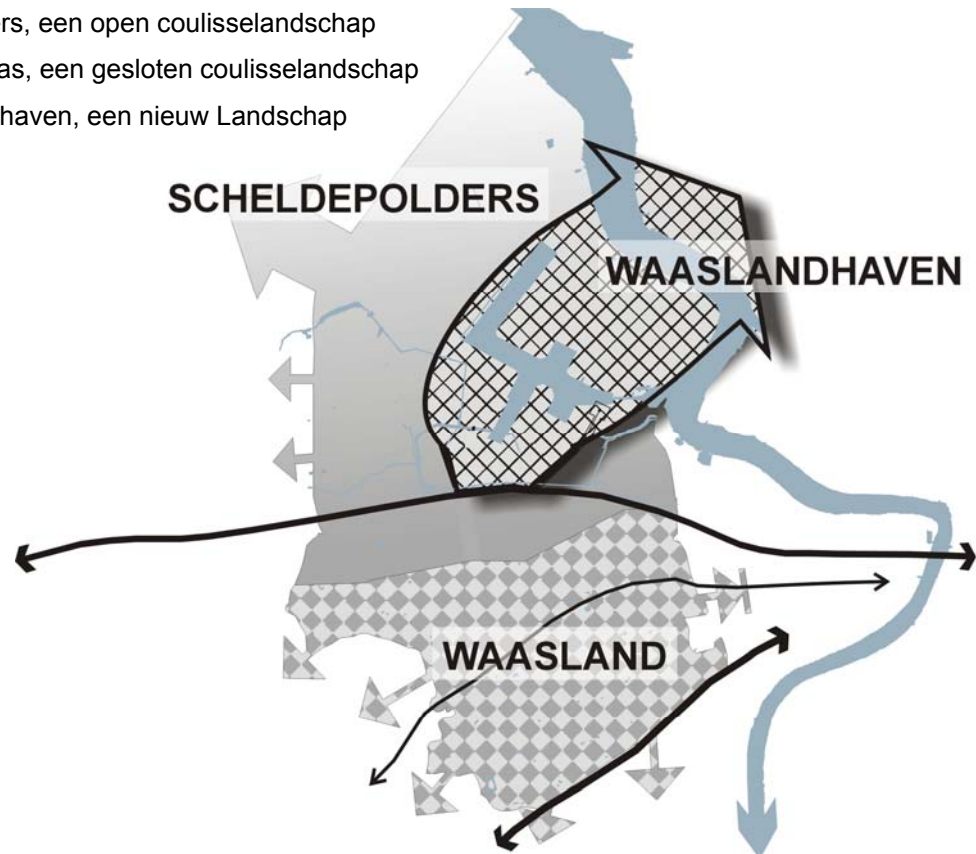 rs, een open coulisselandschap
as, een gesloten coulisselandschap
haven, een nieuw Landschap
SCHELDEPOLDERS
WAASLANDHAVEN
WAASLAND